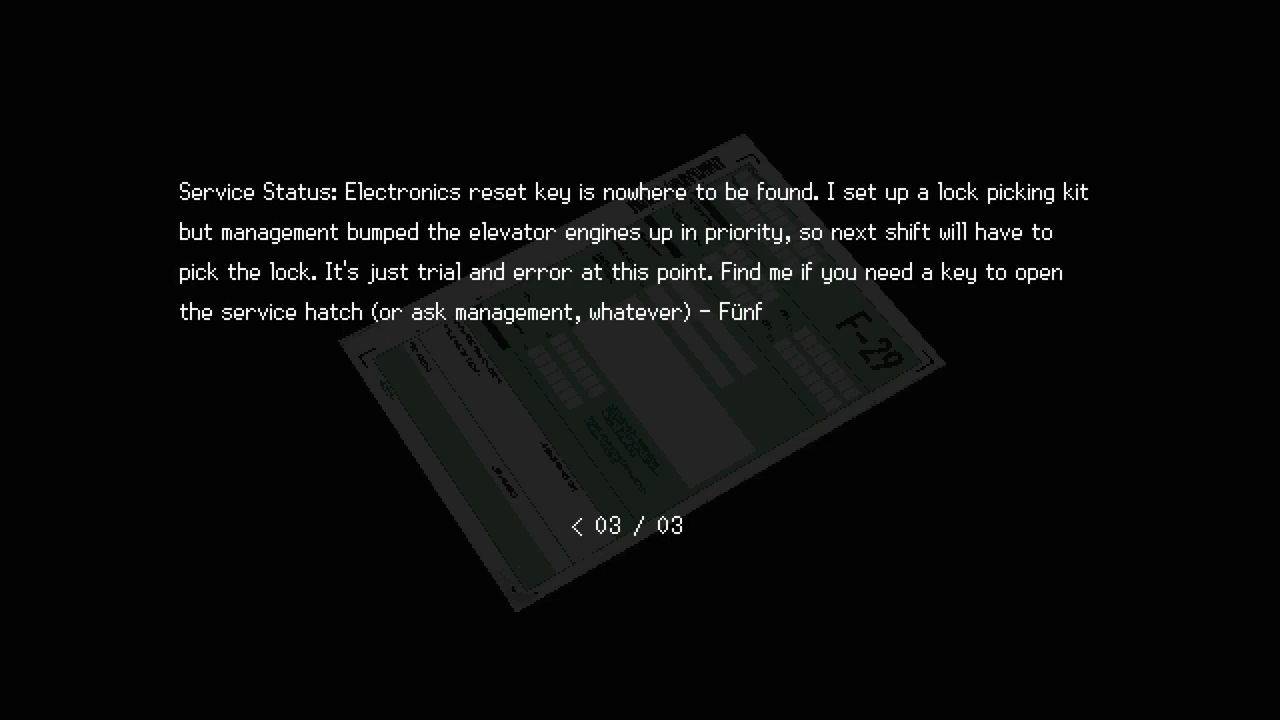 Service Status: Electronics reset key is nowhere to be found. I set up a lock picking kit
but management bumped the elevator engines up in priority, so next shift will have to
pick the lock. It's just trial and error at this point. Find me if you need a key to open
the service hatch (or ask management, whatever) - Fünf
F-29
< 03 / 03